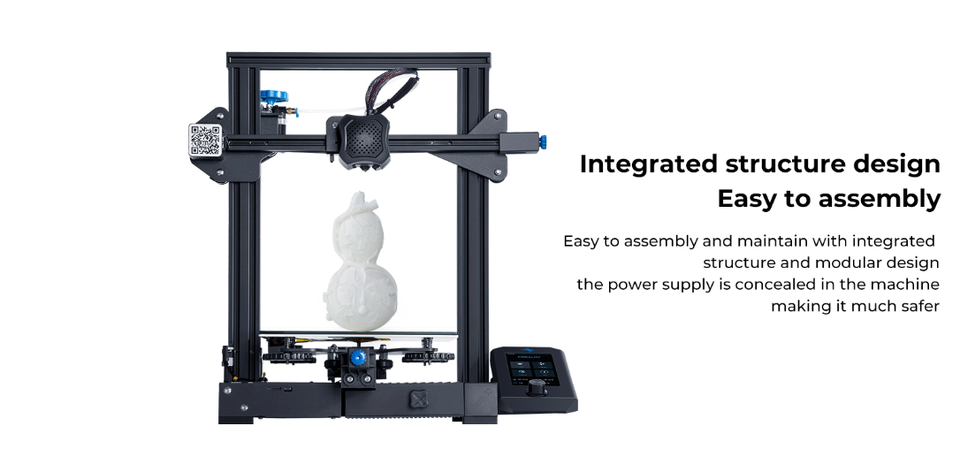 Integrated structure design
Easy to assembly
Easy to assembly and maintain with integrated
structure and modular design
the power supply is concealed in the machine
making it much safer